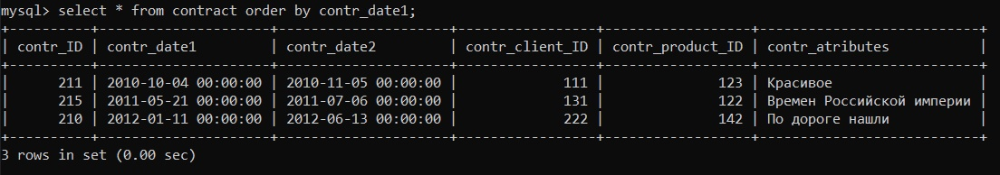 mysql> select * from contract order by contr_date1;
+----------+---------------------+---------------------+-----------------+------------------+---------------------------+
| contr_ID | contr_date1         | contr_date2         | contr_client_ID | contr_product_ID | contr_atributes           |
+----------+---------------------+---------------------+-----------------+------------------+---------------------------+
|      211 | 2010-10-04 00:00:00 | 2010-11-05 00:00:00 |             111 |              123 | Красивое                  |
|      215 | 2011-05-21 00:00:00 | 2011-07-06 00:00:00 |             131 |              122 | Времен Российской империи |
|      210 | 2012-01-11 00:00:00 | 2012-06-13 00:00:00 |             222 |              142 | По дороге нашли           |
+----------+---------------------+---------------------+-----------------+------------------+---------------------------+
3 rows in set (0.00 sec)